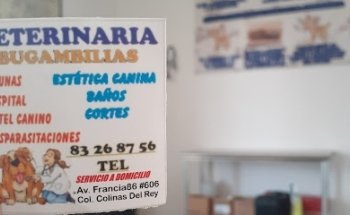 ETERINARIA
BUGAMBILIAS
UNAS
ESTÉTICA CANINA
SPITAL
BAÑOS
TEL CANINO
CORTES
SPARASITACIONES
83 26 87 56
TEL
SERVICIO A DOMICILIO
Av. Francia86 #606
Col. Colinas Del Rey